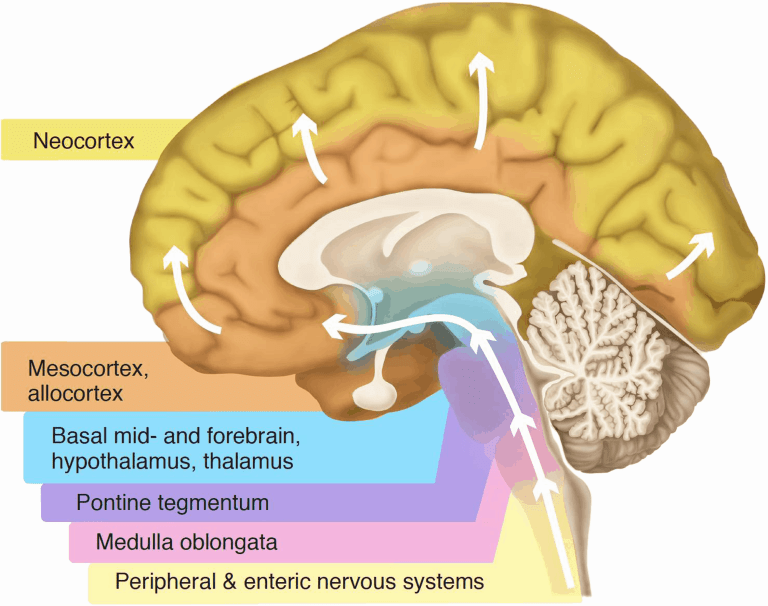 Neocortex
Mesocortex,
allocortex
Basal mid- and forebrain,
hypothalamus, thalamus
Pontine tegmentum
Medulla oblongata
Peripheral & enteric nervous systems